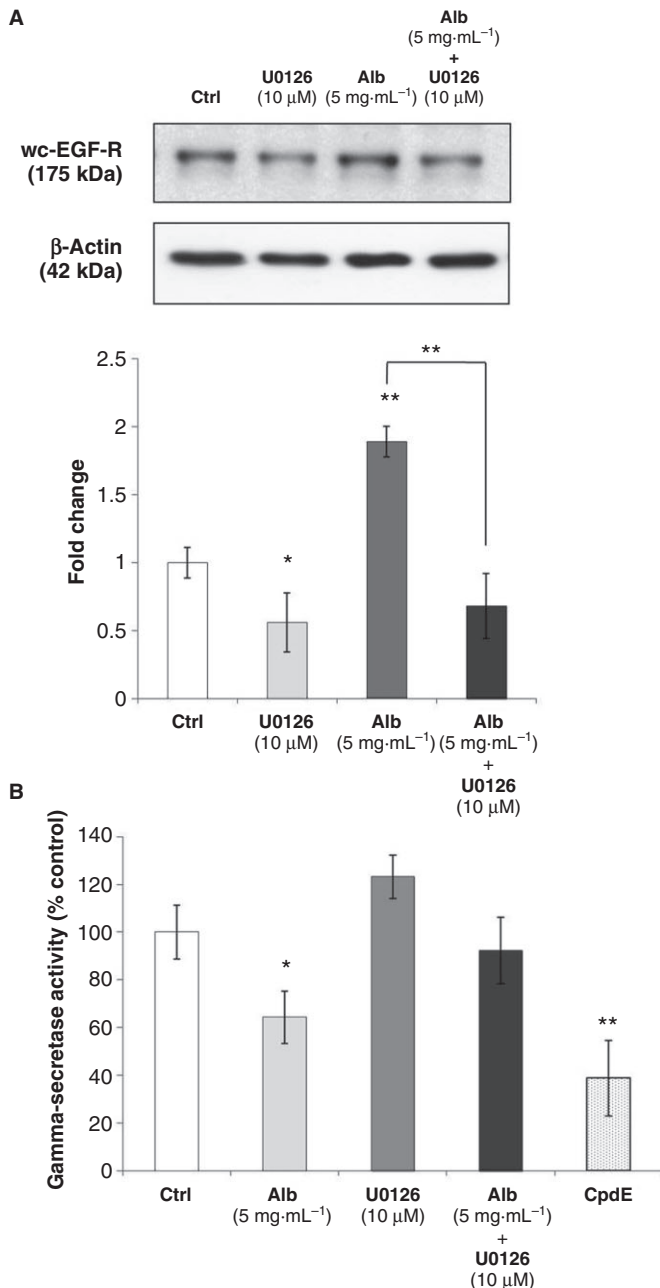 A
Ctrl
U0126
(10 μM)
Alb
(5 mg·mL⁻¹)
Alb
(5 mg·mL⁻¹)
+
U0126
(10 μM)
wc-EGF-R
(175 kDa)
β-Actin
(42 kDa)
Fold change
2.5
2
1.5
1
0.5
0
*
**
**
Ctrl
U0126
(10 μM)
Alb
(5 mg·mL⁻¹)
Alb
(5 mg·mL⁻¹)
+
U0126
(10 μM)
B
Gamma-secretase activity (% control)
140
120
100
80
60
40
20
0
*
**
Ctrl
Alb
(5 mg·mL⁻¹)
U0126
(10 μM)
Alb
(5 mg·mL⁻¹)
+
U0126
(10 μM)
CpdE